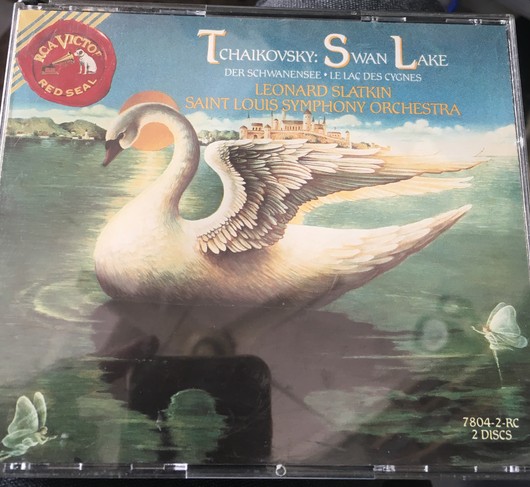 RCA VICTOR
RED SEAL
TCHAIKOVSKY: SWAN LAKE
DER SCHWANENSEE • LE LAC DES CYGNES
LEONARD SLATKIN
SAINT LOUIS SYMPHONY ORCHESTRA
7804-2-RC
2 DISCS